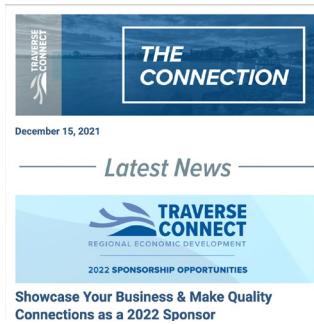 TRAVERSE
CONNECT
THE
CONNECTION
December 15, 2021
Latest News
TRAVERSE
CONNECT
REGIONAL ECONOMIC DEVELOPMENT
2022 SPONSORSHIP OPPORTUNITIES
Showcase Your Business & Make Quality
Connections as a 2022 Sponsor